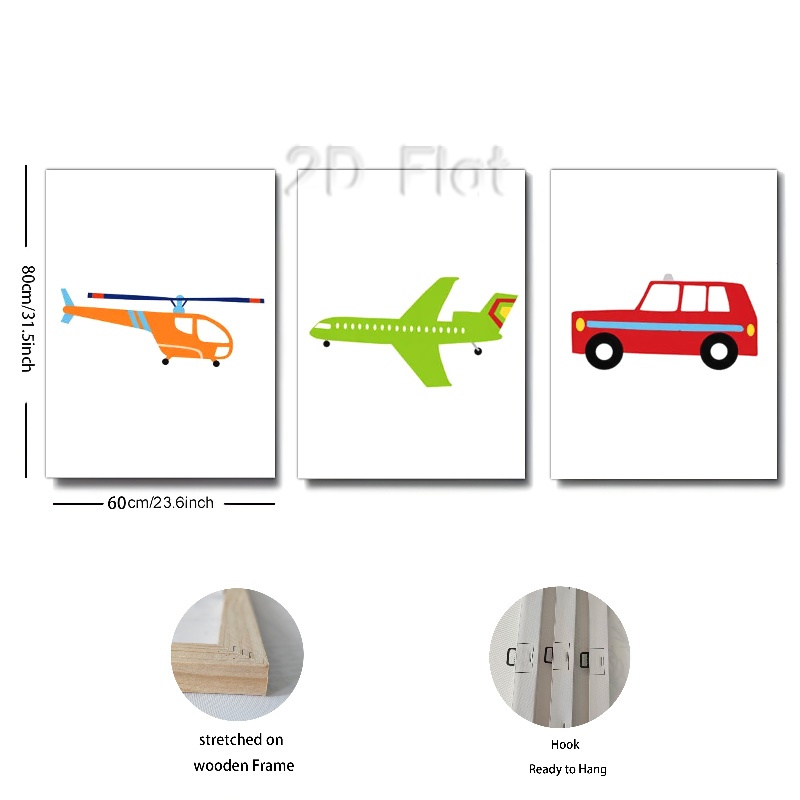 2D Flat
80cm/31.5inch
60cm/23.6inch
stretched on
wooden Frame
Hook
Ready to Hang